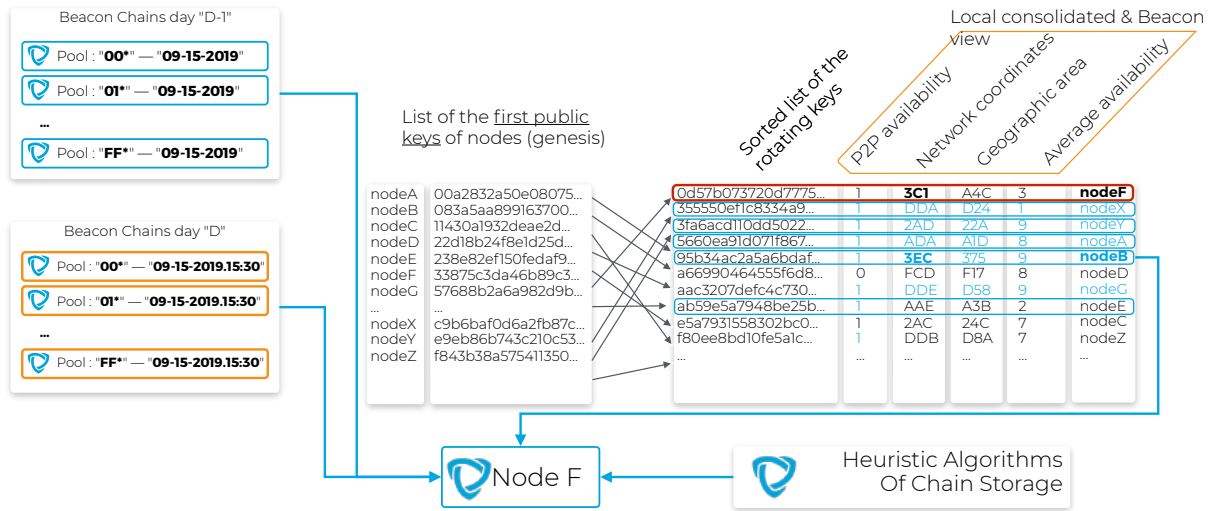 Beacon Chains day "D-1"
Pool : "00*" — "09-15-2019"
Pool : "01*" — "09-15-2019"
...
Pool : "FF*" — "09-15-2019"
Beacon Chains day "D"
Pool : "00*" — "09-15-2019.15:30"
Pool : "01*" — "09-15-2019.15:30"
...
Pool : "FF*" — "09-15-2019.15:30"
List of the first public
keys of nodes (genesis)
nodeA 00a2832a50e08075...
nodeB 083a5aa899163700...
nodeC 11430a1932deae2d...
nodeD 22d18b24f8e1d25d...
nodeE 238e82ef150fedaf9...
nodeF 33875c3da46b89c3...
nodeG 57688b2a6a982d9b...
... ...
nodeX c9b6baf0d6a2fb87c...
nodeY e9eb86b743c210c53...
nodeZ f843b38a575411350...
Sorted list of the
rotating keys
Local consolidated & Beacon
view
P2P availability
Network coordinates
Geographic area
Average availability
0d57b073720d7775... 1 3C1 A4C 3 nodeF
355550ef1c8334a9... 1 DDA D24 1 nodeX
3fa6acd110dd5022... 1 2AD 22A 9 nodeY
5660ea91d071f867... 1 ADA A1D 8 nodeA
95b34ac2a5a6bdaf... 1 3EC 375 9 nodeB
a66990464555f6d8... 0 FCD F17 8 nodeD
aac3207defc4c730... 1 DDE D58 9 nodeG
ab59e5a7948be25b... 1 AAE A3B 2 nodeE
e5a7931558302bc0... 1 2AC 24C 7 nodeC
f80ee8bd10fe5a1c... 1 DDB D8A 7 nodeZ
... ... ... ... ... ...
Node F
Heuristic Algorithms
Of Chain Storage